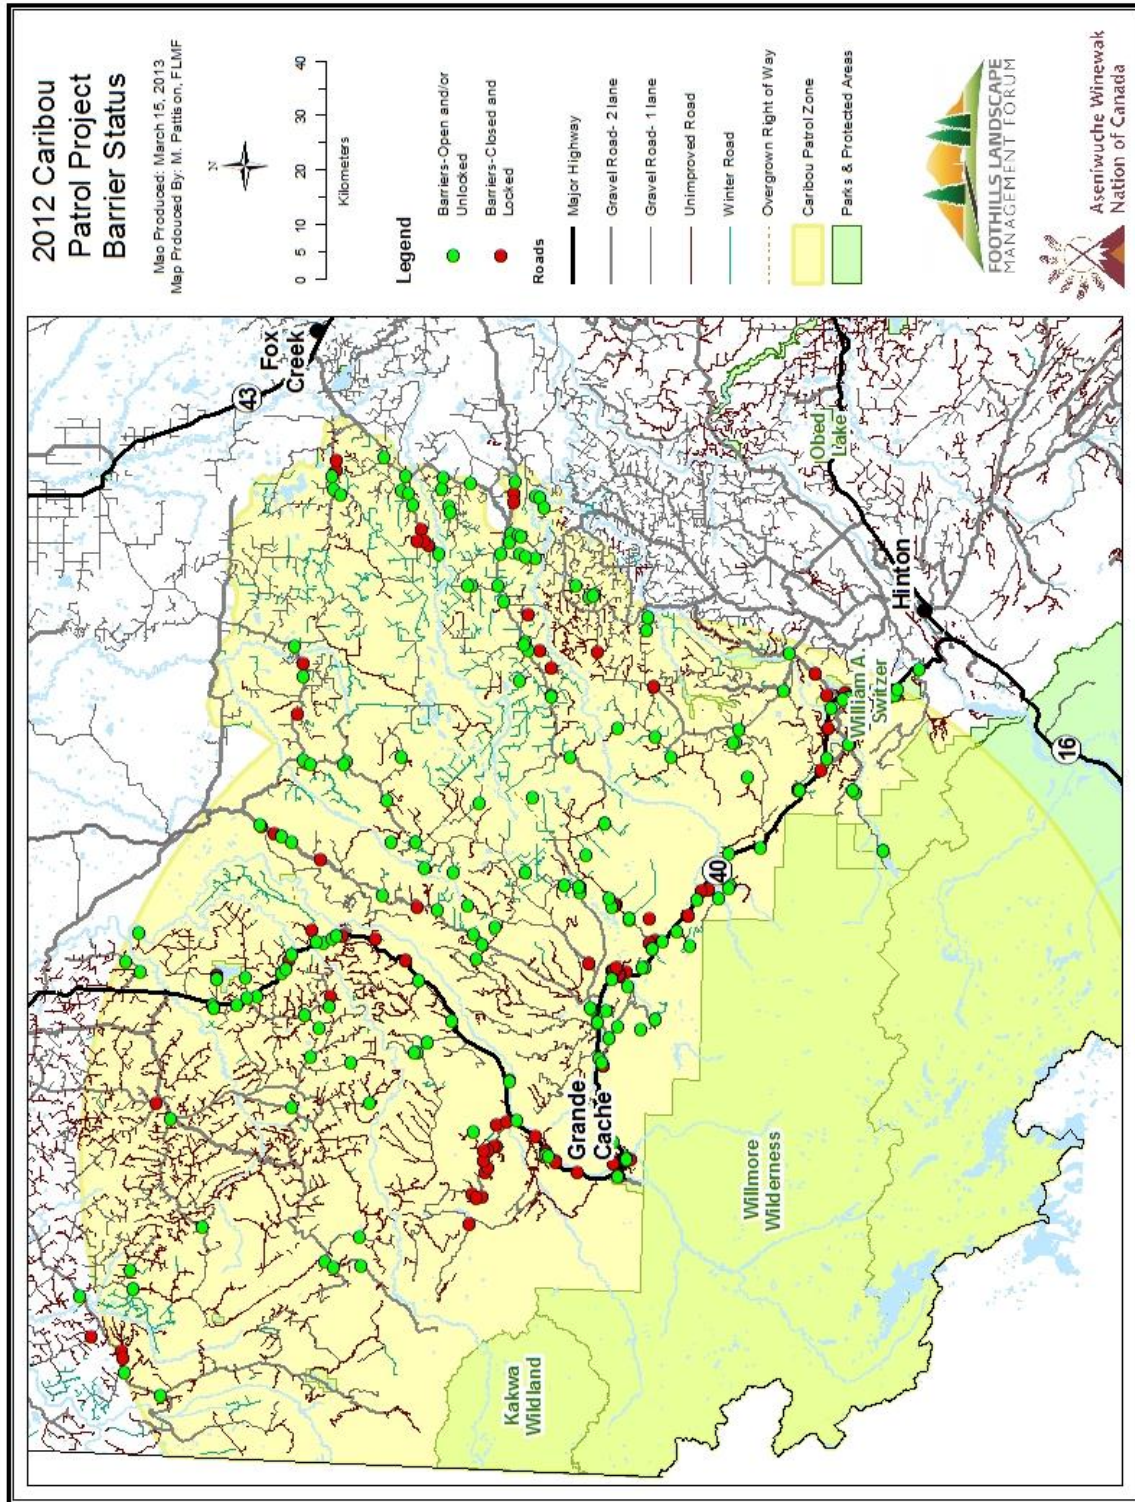 2012 Caribou
Patrol Project
Barrier Status
Mao Produced: March 15, 2013
Map Prdouced By: M. Pattison, FLMF
N
0 5 10 20 30 40
Kilometers
Legend
Barriers-Open and/or
Unlocked
Barriers-Closed and
Locked
Roads
Major Highway
Gravel Road- 2 lane
Gravel Road- 1 lane
Unimproved Road
Winter Road
Overgrown Right of Way
Caribou Patrol Zone
Parks & Protected Areas
FOOTHILLS LANDSCAPE
MANAGEMENT FORUM
Aseniwuche Winewak
Nation of Canada
43
Fox
Creek
Obed
Lake
Hinton
William A.
Switzer
16
40
Grande
Cache
Willmore
Wilderness
Kakwa
Wildland